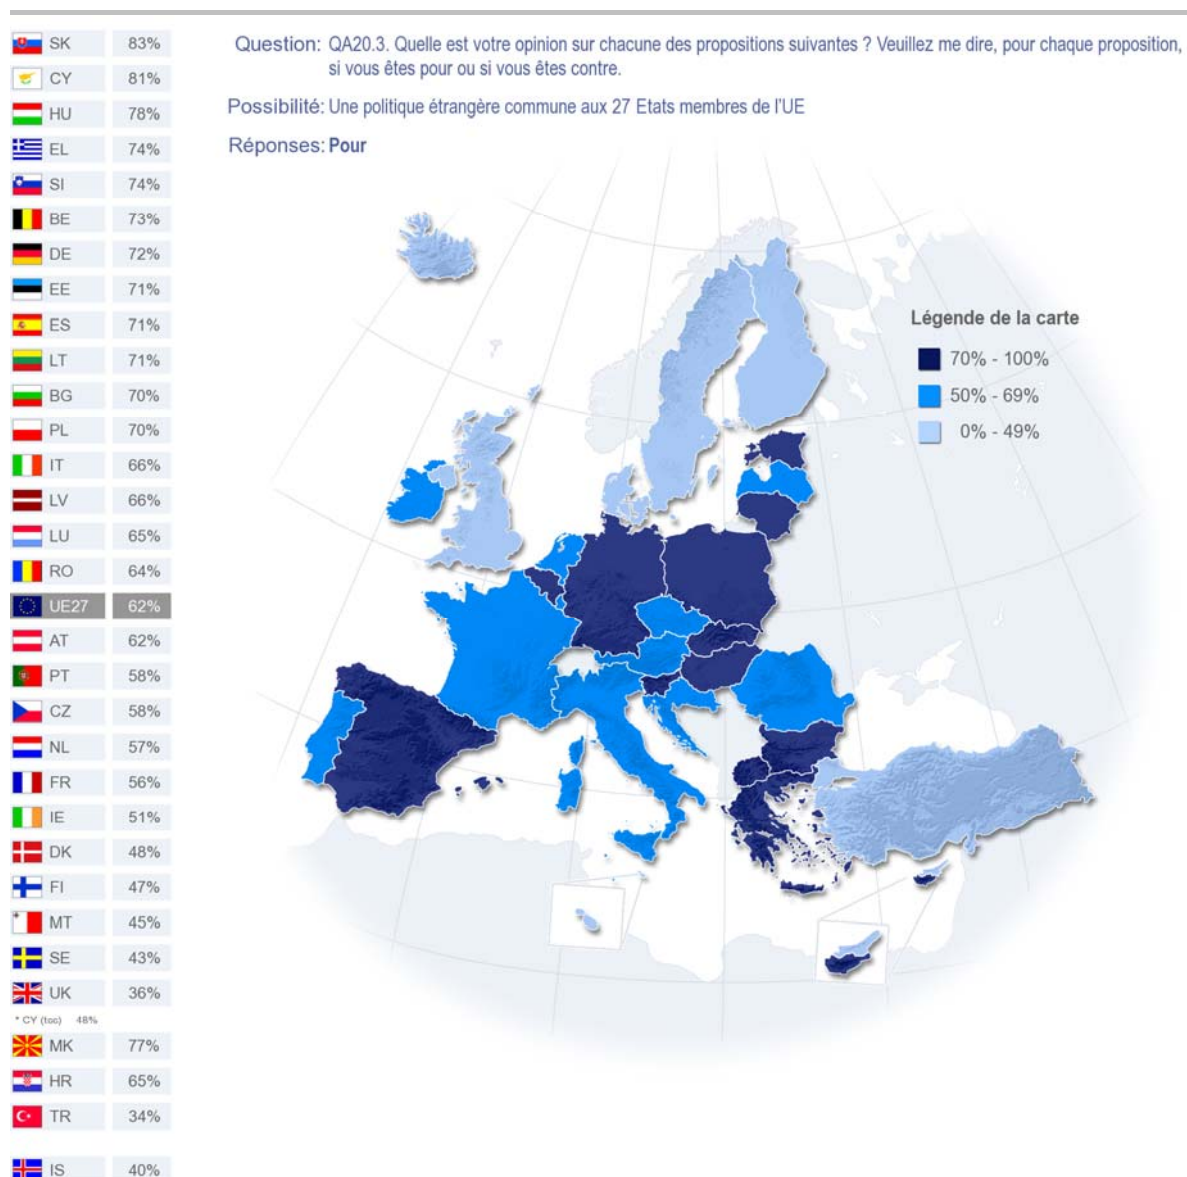 Question: QA20.3. Quelle est votre opinion sur chacune des propositions suivantes ? Veuillez me dire, pour chaque proposition,
si vous êtes pour ou si vous êtes contre.
Possibilité: Une politique étrangère commune aux 27 Etats membres de l'UE
Réponses: Pour
SK 83%
CY 81%
HU 78%
EL 74%
SI 74%
BE 73%
DE 72%
EE 71%
ES 71%
LT 71%
BG 70%
PL 70%
IT 66%
LV 66%
LU 65%
RO 64%
UE27 62%
AT 62%
PT 58%
CZ 58%
NL 57%
FR 56%
IE 51%
DK 48%
FI 47%
MT 45%
SE 43%
UK 36%
* CY (tcc) 48%
MK 77%
HR 65%
TR 34%
IS 40%
Légende de la carte
70% - 100%
50% - 69%
0% - 49%